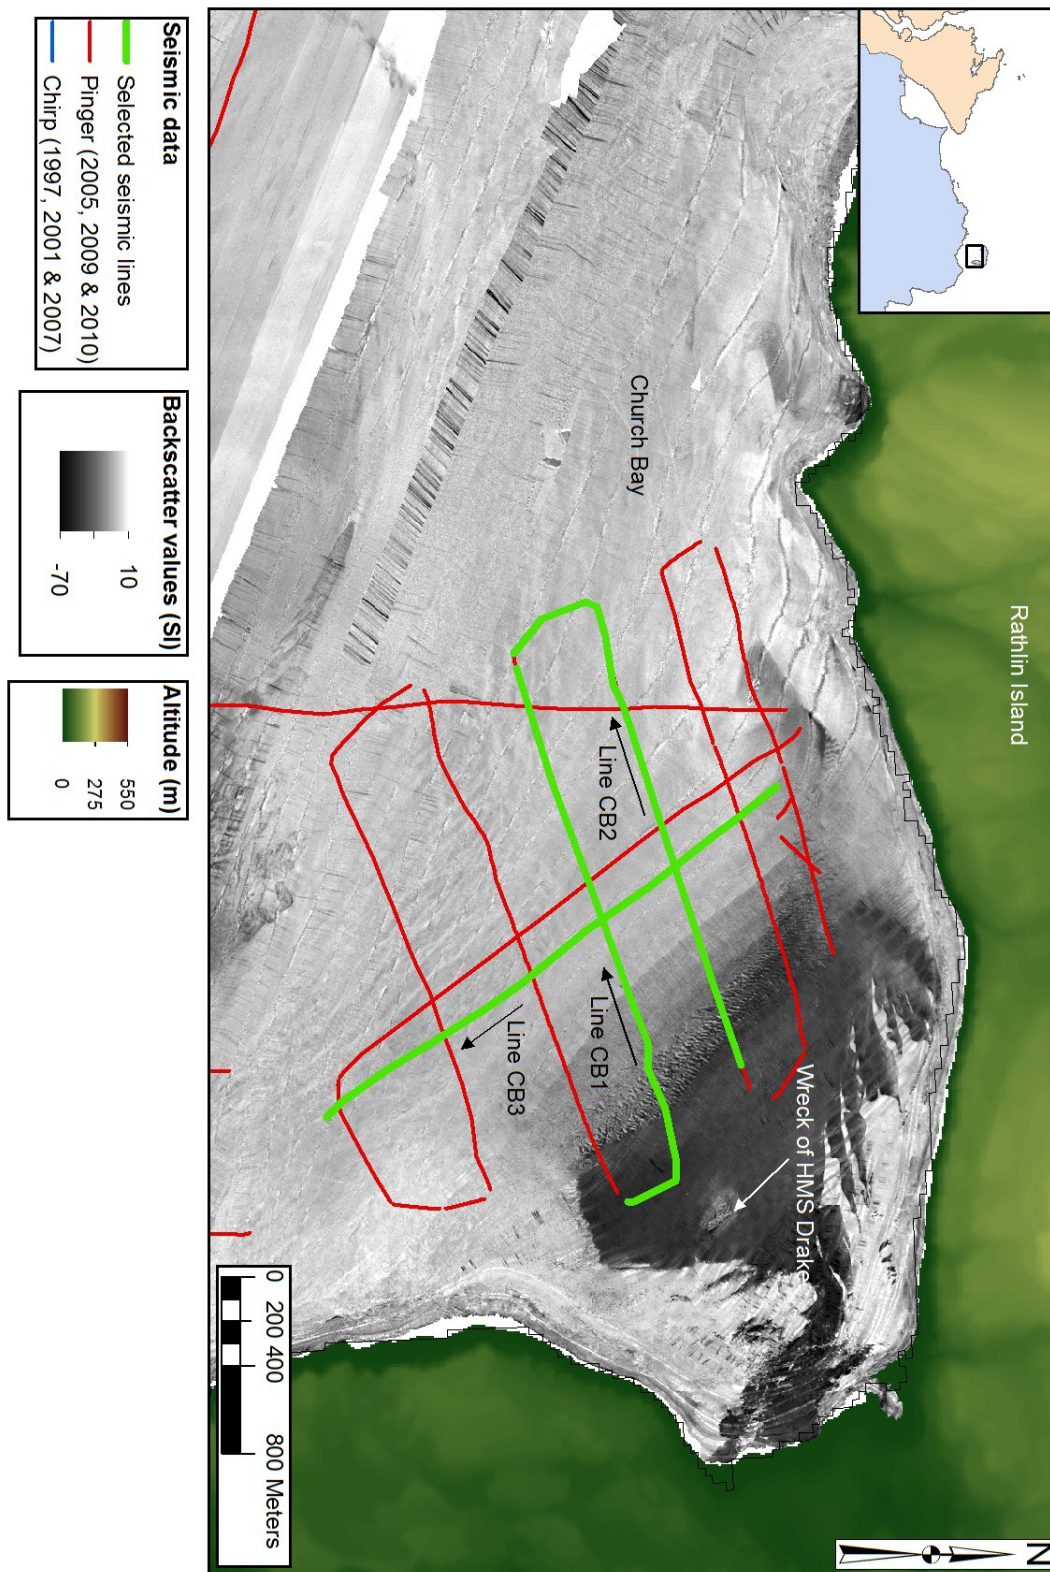 N
Rathlin Island
Wreck of HMS Drake
Church Bay
Line CB2
Line CB1
Line CB3
0 200 400 800 Meters
Seismic data
Selected seismic lines
Pinger (2005, 2009 & 2010)
Chirp (1997, 2001 & 2007)
Backscatter values (SI)
10
-70
Altitude (m)
550
275
0